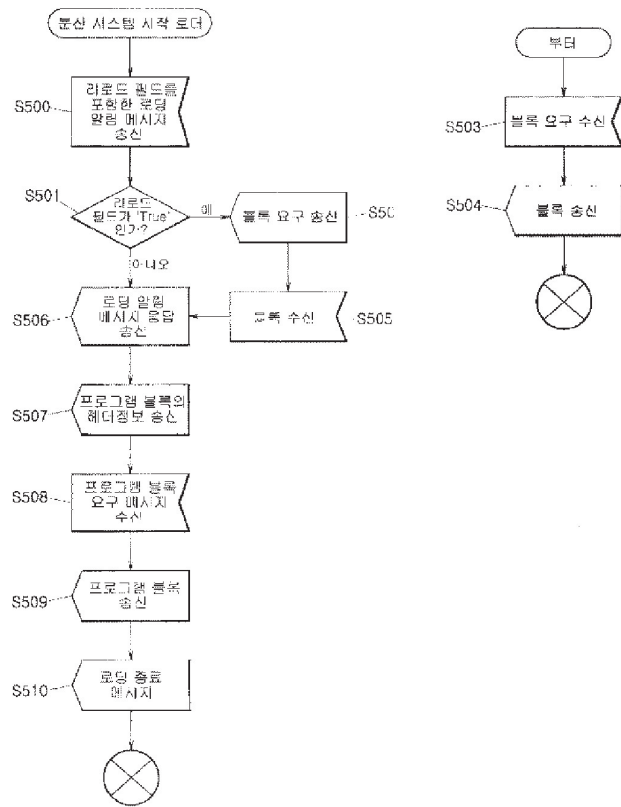 분산 시스템 시작 로더
S500
라로드 필드를
포함한 로딩
알림 메시지
송신
S501
라로드
필드가 'True'
인가?
예
블록 요구 송신
S50
아니오
S506
로딩 알림
메시지 응답
송신
블록 수신
S505
S507
프로그램 블록의
헤더정보 송신
S508
프로그램 블록
요구 메시지
수신
S509
프로그램 블록
송신
S510
로딩 종료
메시지
부터
S503
블록 요구 수신
S504
블록 송신